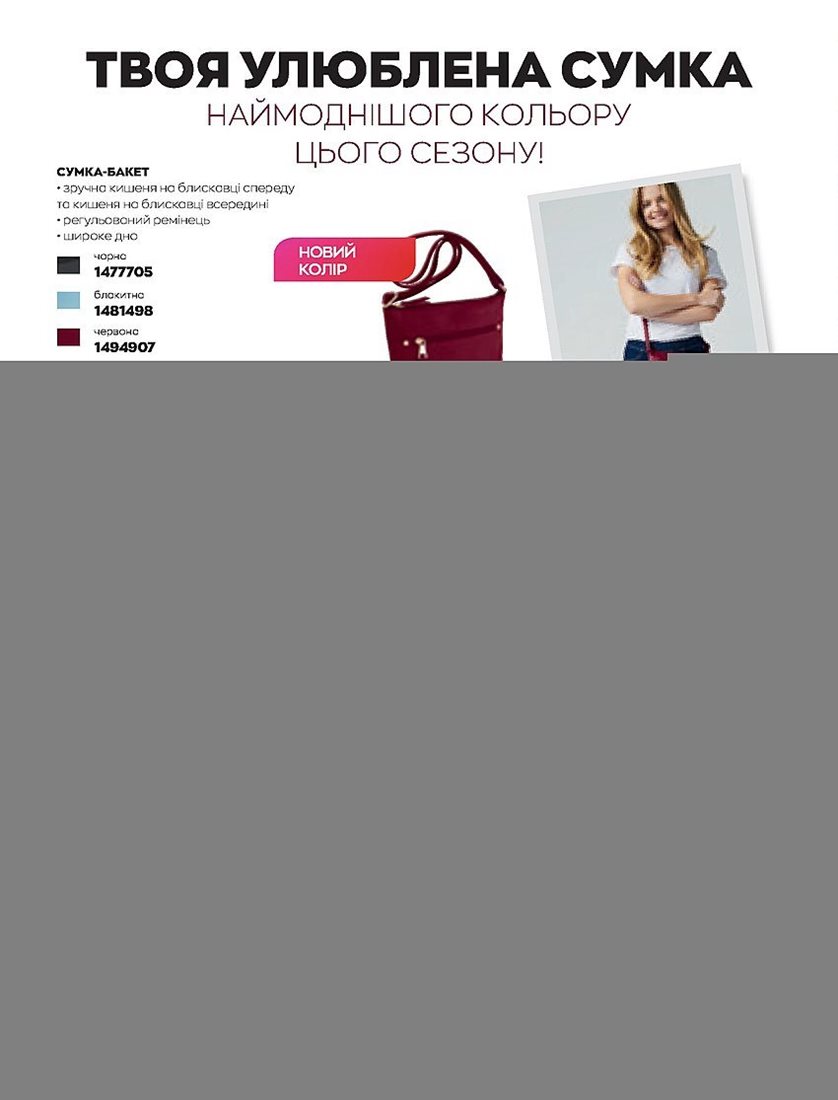 ТВОЯ УЛЮБЛЕНА СУМКА
НАЙМОДНІШОГО КОЛЬОРУ
ЦЬОГО СЕЗОНУ!
СУМКА-БАКЕТ
• зручна кишеня на блискавці спереду
та кишеня на блискавці всередині
• регульований ремінець
• широке дно
чорна
1477705
блакитна
1481498
червона
1494907
НОВИЙ
КОЛІР